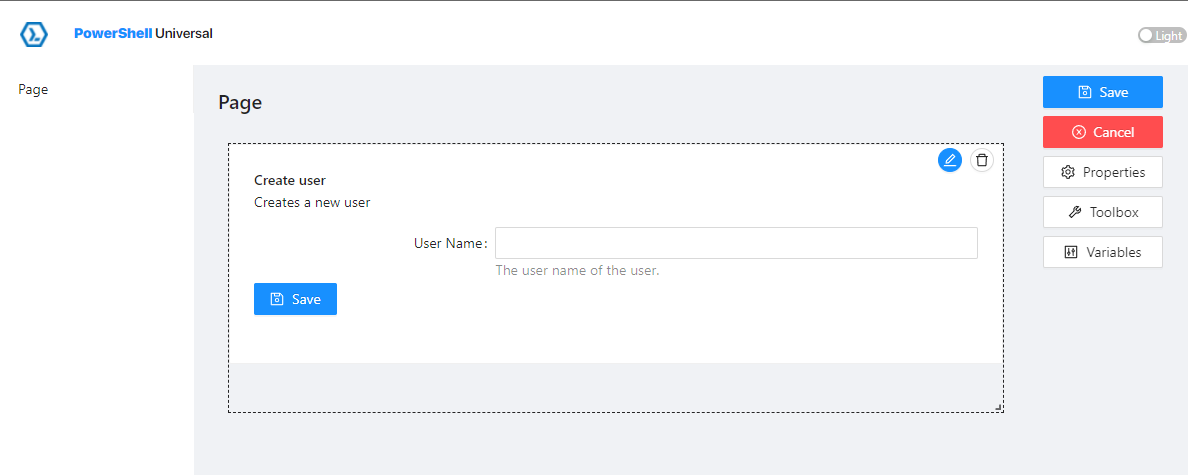 PowerShell Universal
Light
Page
Page
Save
Cancel
Properties
Toolbox
Variables
Create user
Creates a new user
User Name:
The user name of the user.
Save